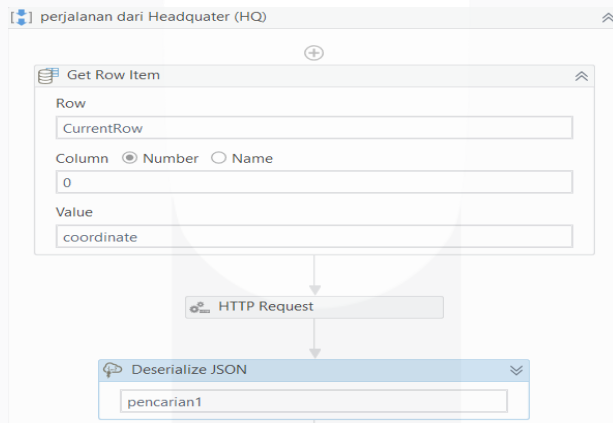 perjalanan dari Headquater (HQ)
Get Row Item
Row
CurrentRow
Column Number Name
0
Value
coordinate
HTTP Request
Deserialize JSON
pencarian1